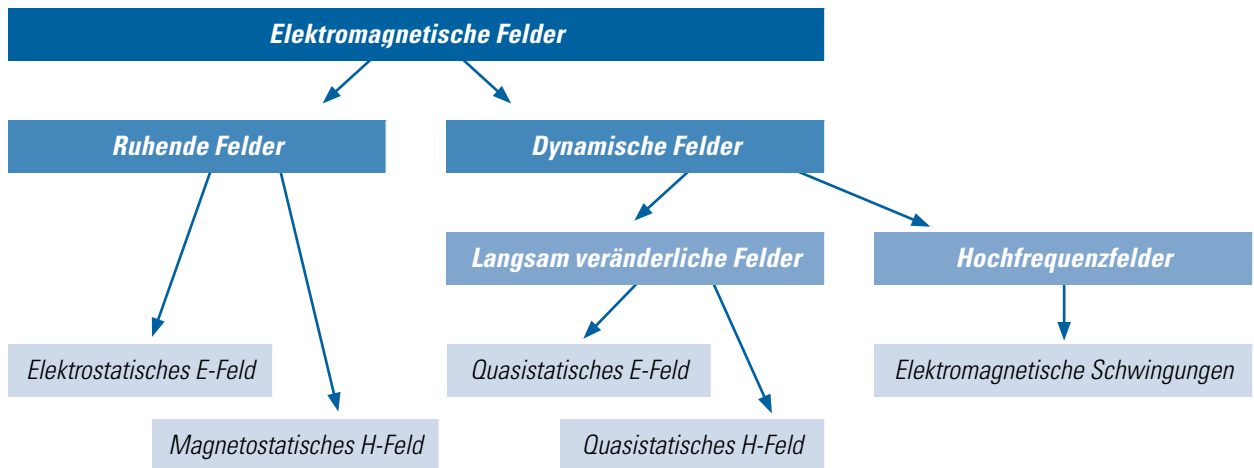 Elektromagnetische Felder
Ruhende Felder
Dynamische Felder
Langsam veränderliche Felder
Hochfrequenzfelder
Elektrostatisches E-Feld
Quasistatisches E-Feld
Elektromagnetische Schwingungen
Magnetostatisches H-Feld
Quasistatisches H-Feld